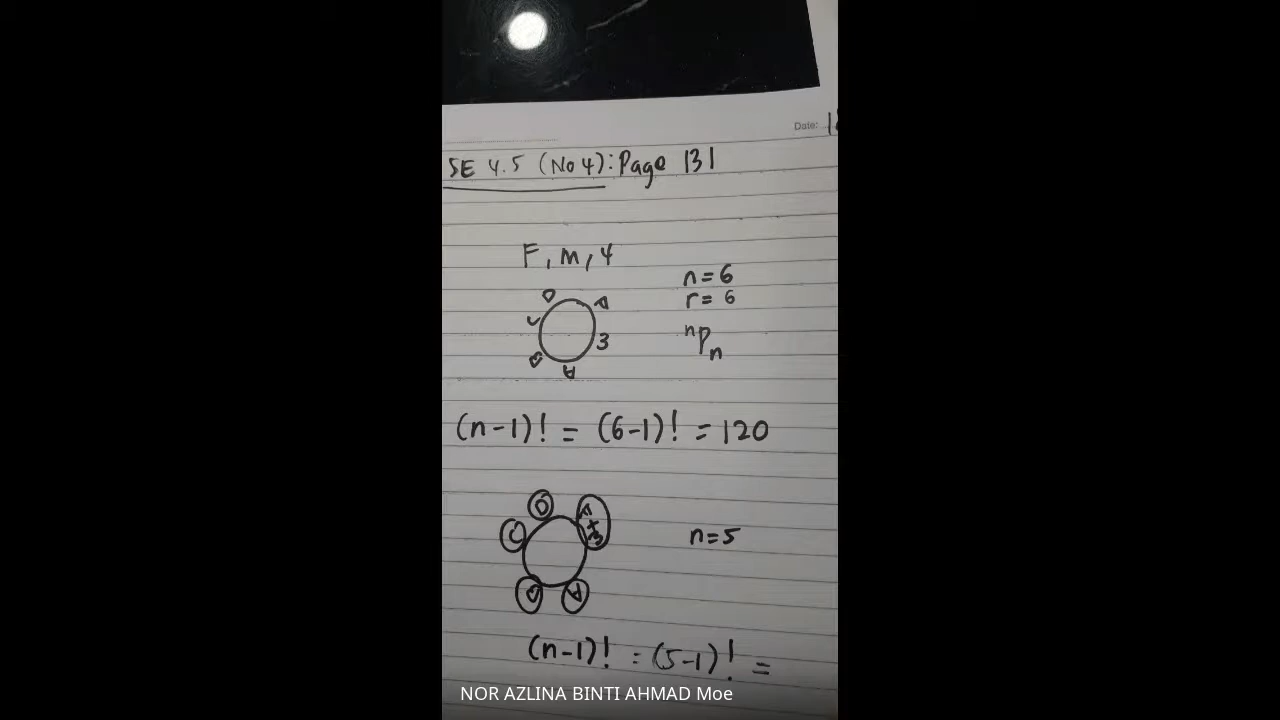 Date: 1
SE 4.5 (No 4): Page 131
F, M, 4
n = 6
r = 6
nPn
(n-1)! = (6-1)! = 120
n=5
(n-1)! = (5-1)! =
NOR AZLINA BINTI AHMAD Moe